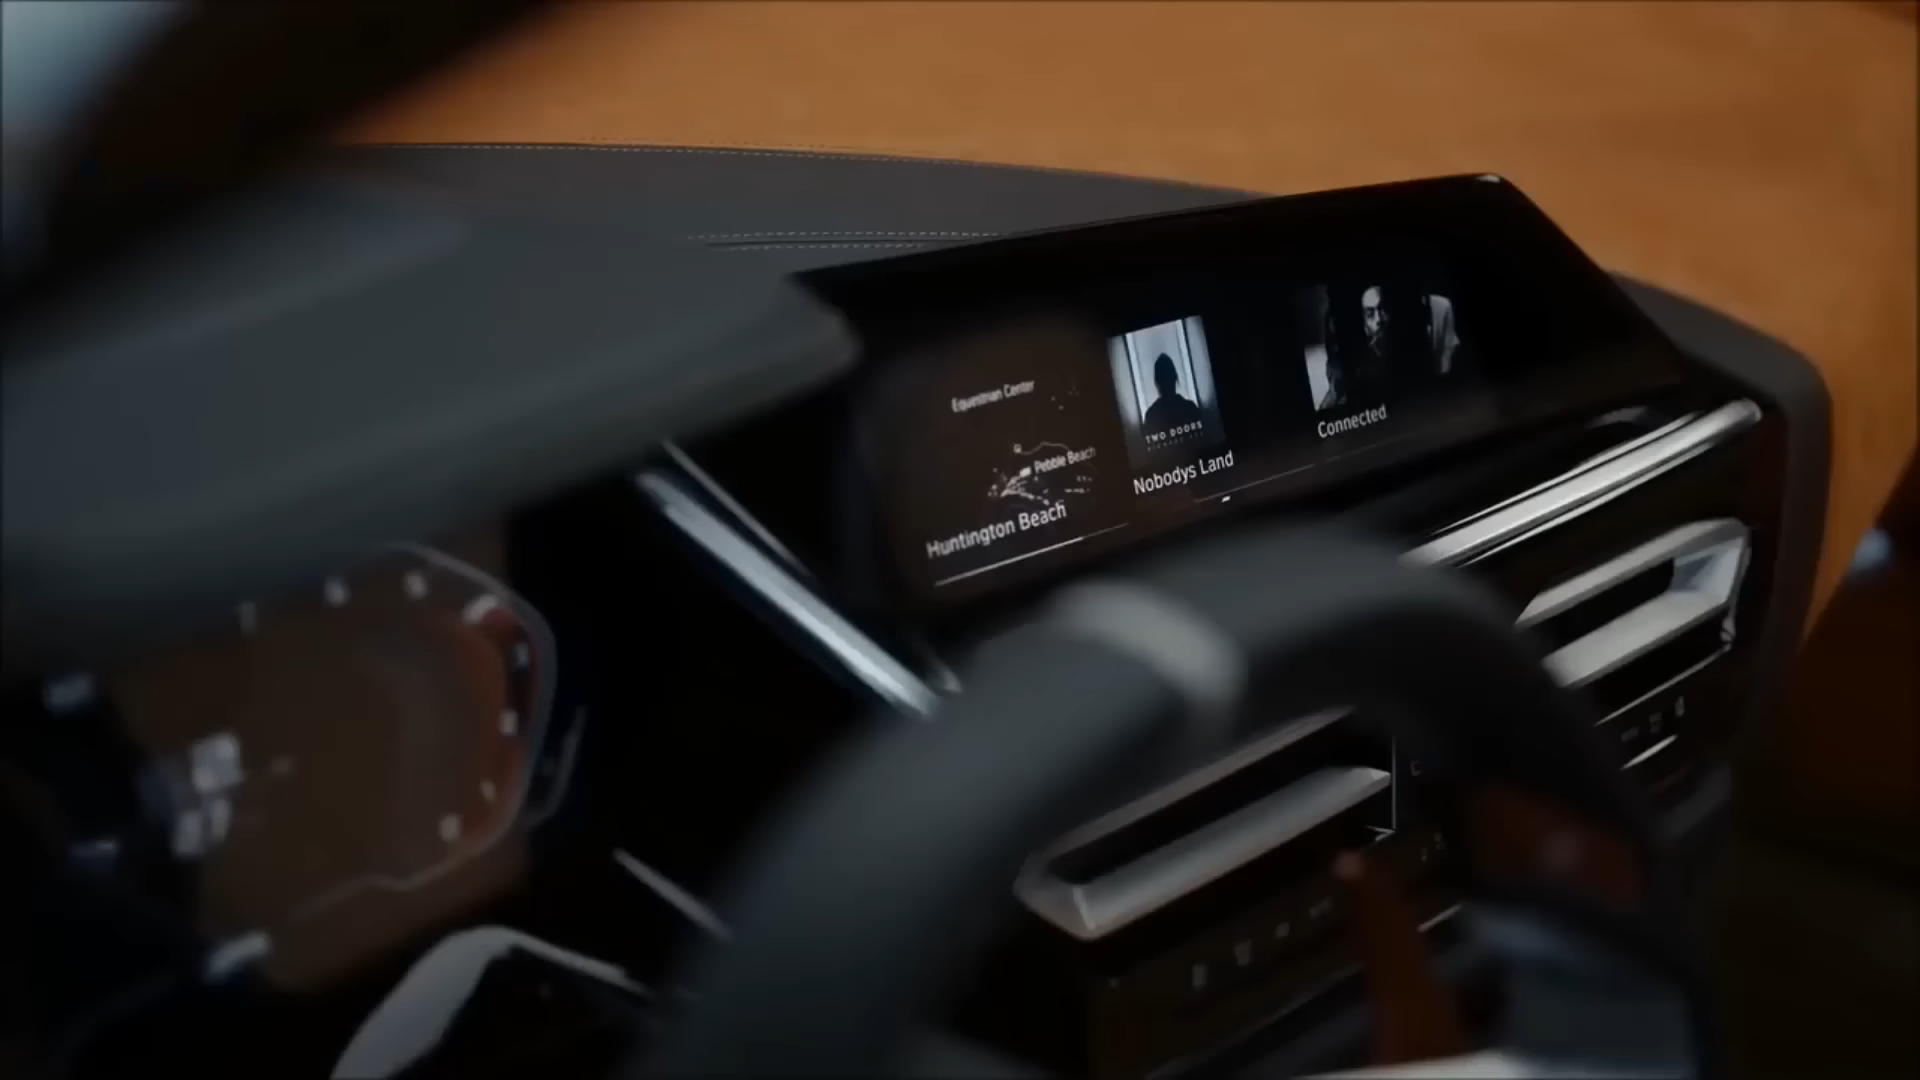 Equestrian Center
Pebble Beach
Huntington Beach
TWO DOORS
Nobodys Land
Connected